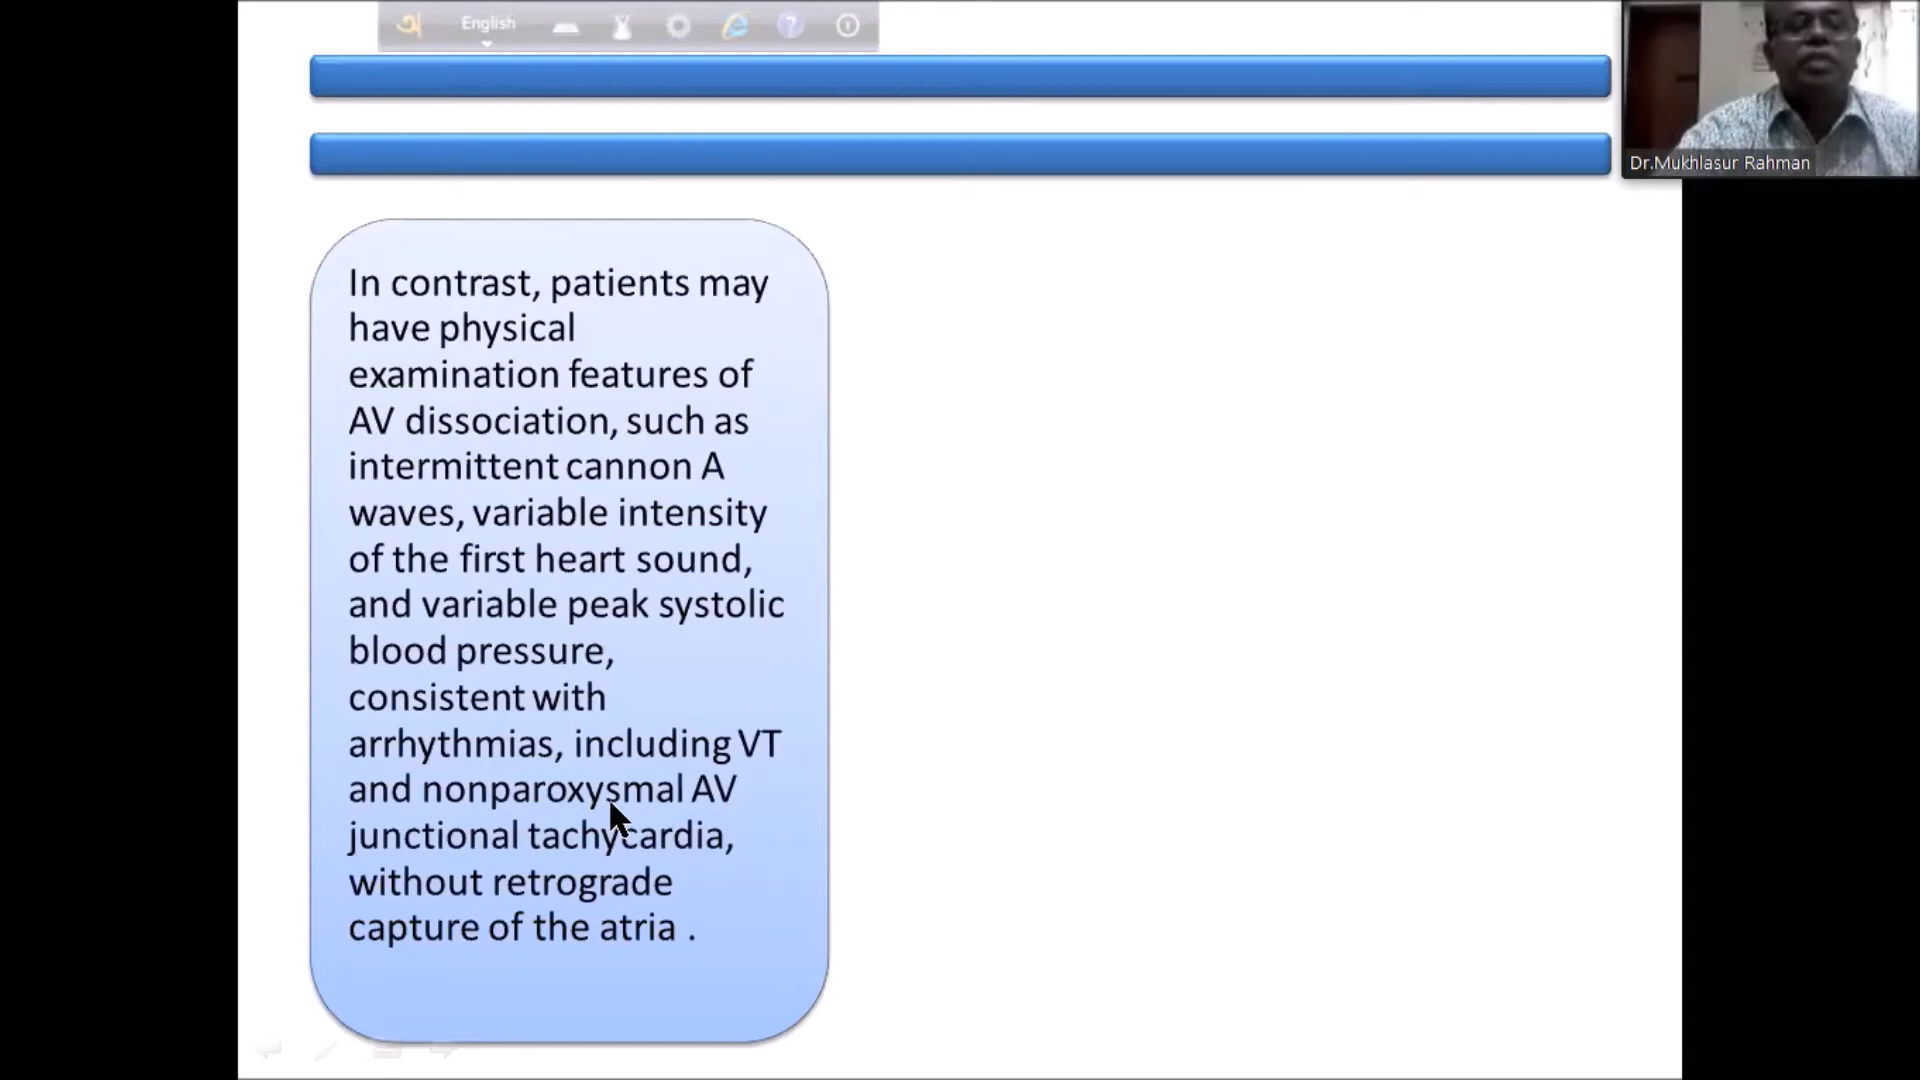 English
Dr.Mukhlasur Rahman
In contrast, patients may
have physical
examination features of
AV dissociation, such as
intermittent cannon A
waves, variable intensity
of the first heart sound,
and variable peak systolic
blood pressure,
consistent with
arrhythmias, including VT
and nonparoxysmal AV
junctional tachycardia,
without retrograde
capture of the atria .